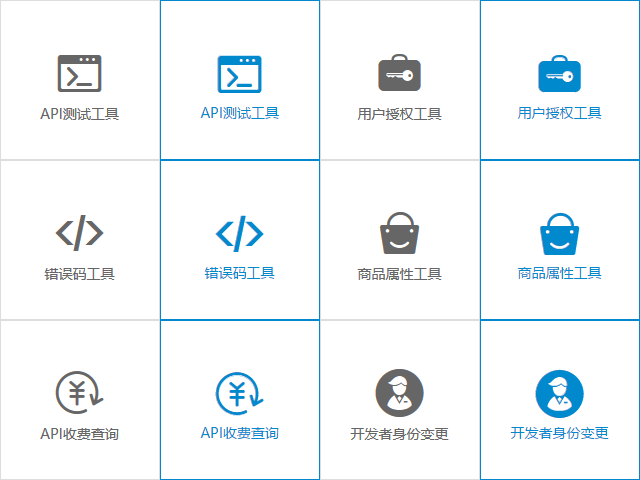 API测试工具
API测试工具
用户授权工具
用户授权工具
错误码工具
错误码工具
商品属性工具
商品属性工具
API收费查询
API收费查询
开发者身份变更
开发者身份变更